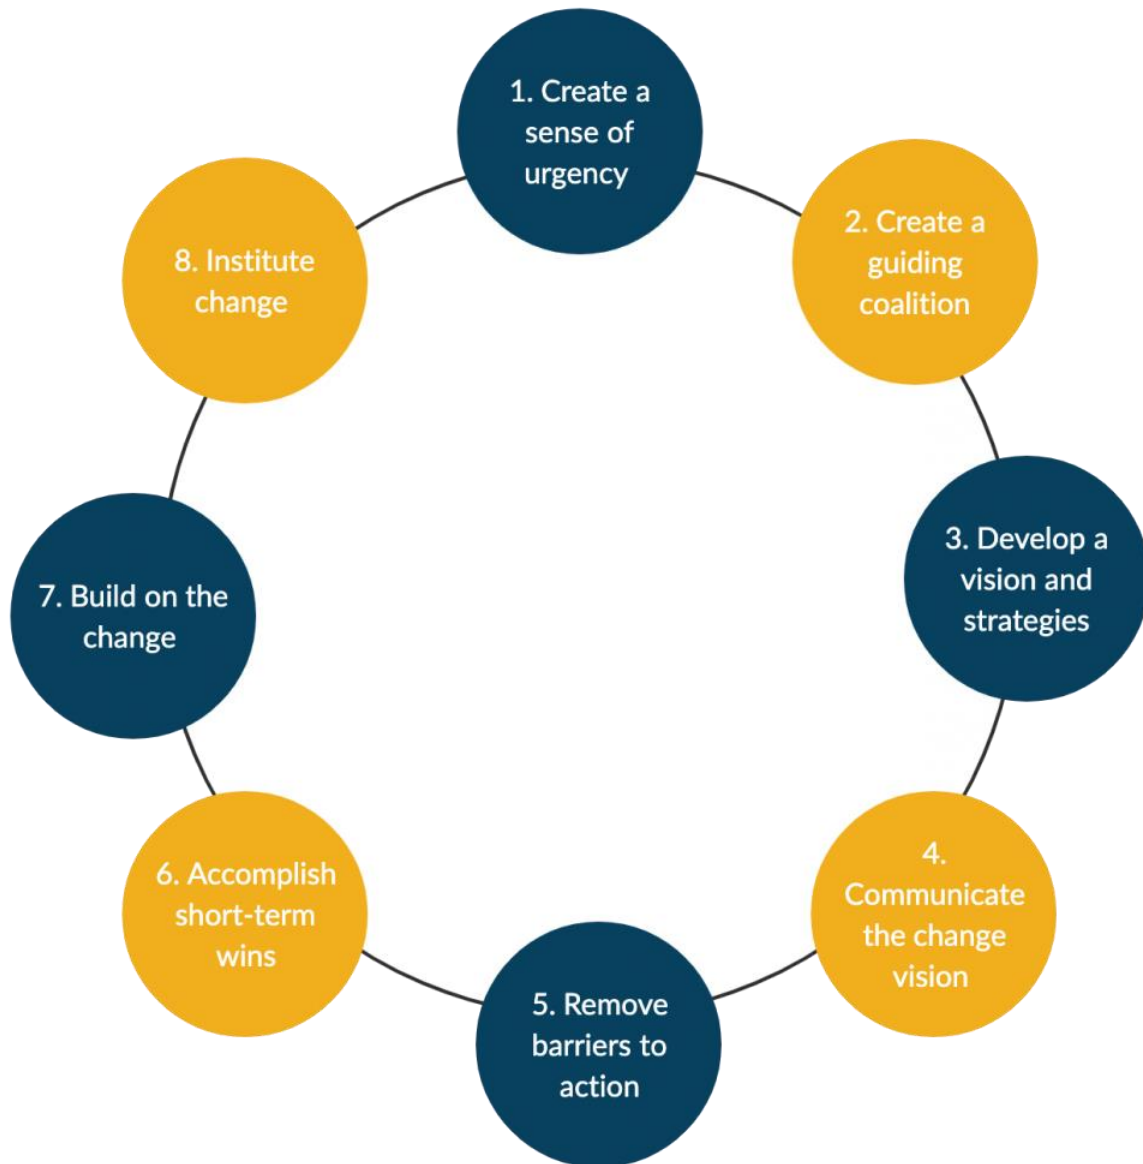 1. Create a
sense of
urgency
2. Create a
guiding
coalition
3. Develop a
vision and
strategies
4.
Communicate
the change
vision
5. Remove
barriers to
action
6. Accomplish
short-term
wins
7. Build on the
change
8. Institute
change